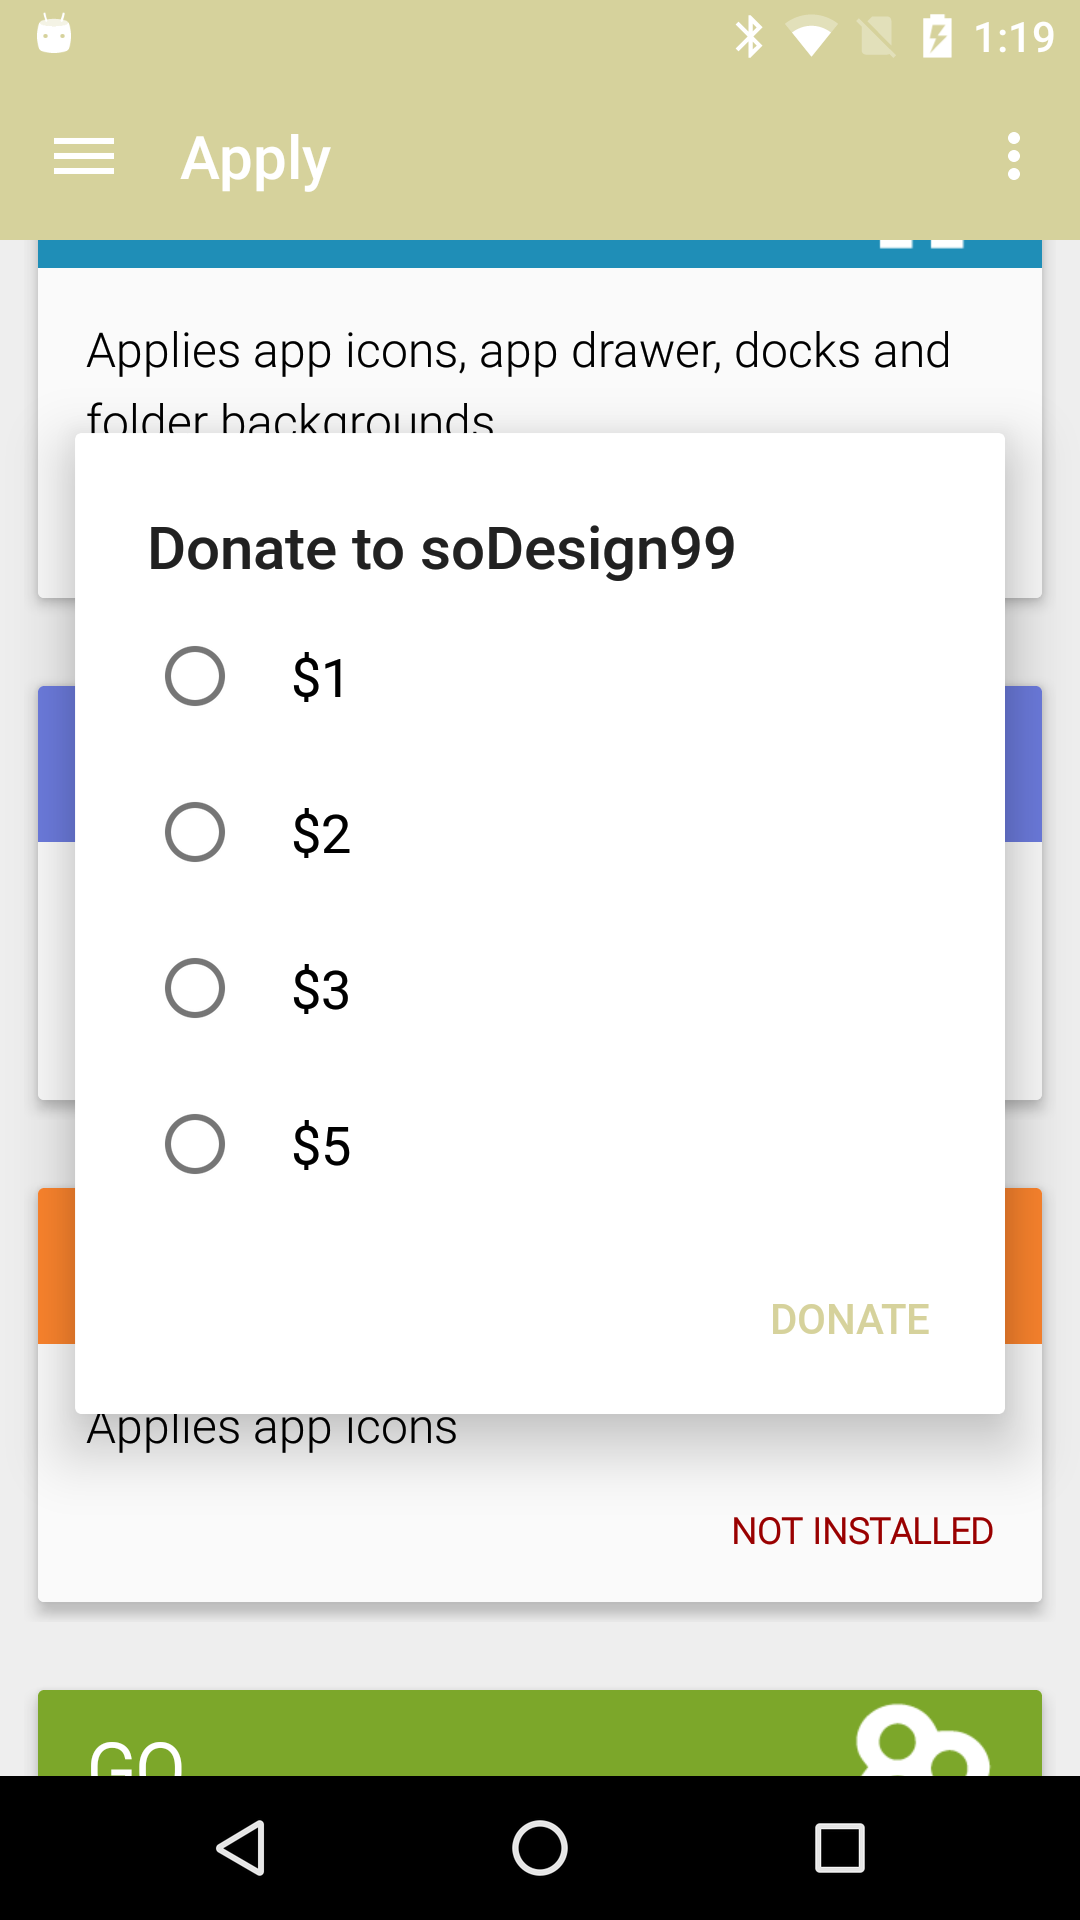 1:19
Apply
Applies app icons, app drawer, docks and
folder backgrounds
Donate to soDesign99
$1
$2
$3
$5
DONATE
Applies app icons
NOT INSTALLED
GO